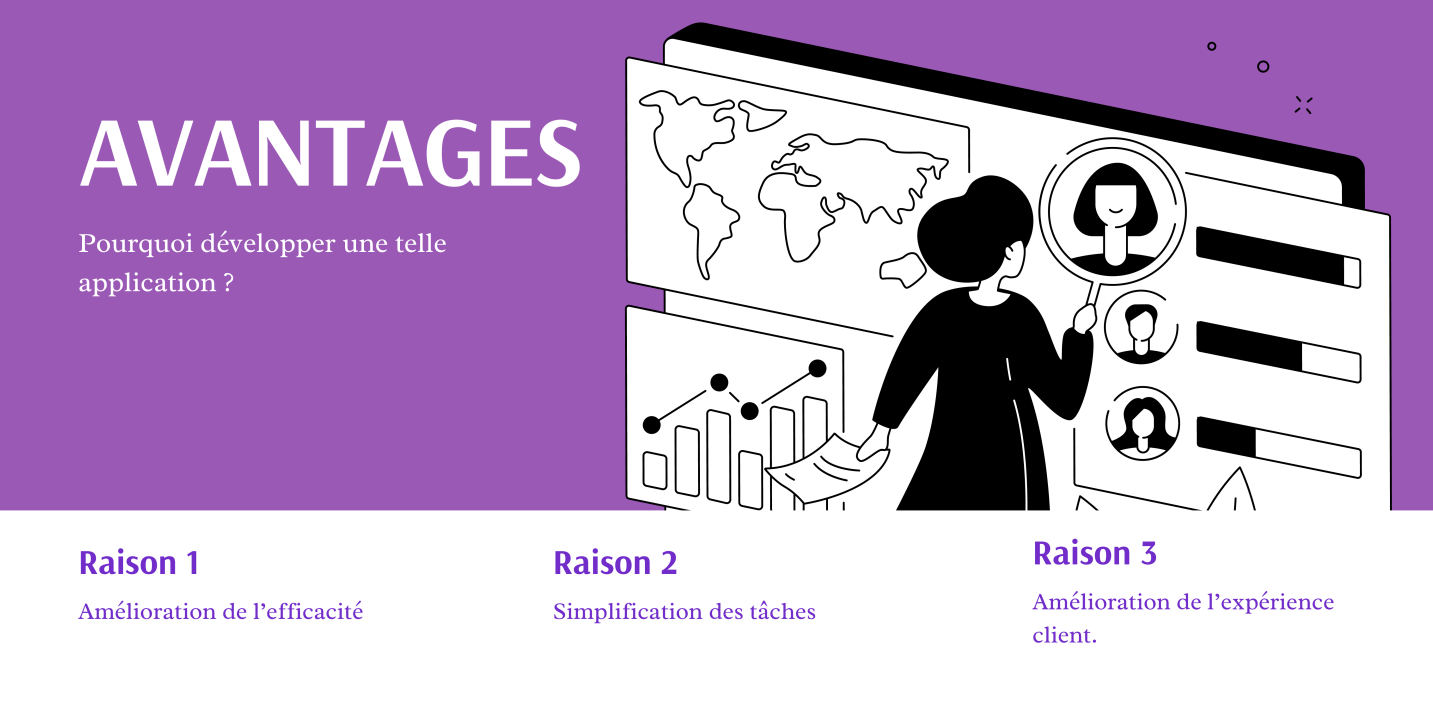 AVANTAGES
Pourquoi développer une telle
application ?
Raison 1
Amélioration de l’efficacité
Raison 2
Simplification des tâches
Raison 3
Amélioration de l’expérience
client.